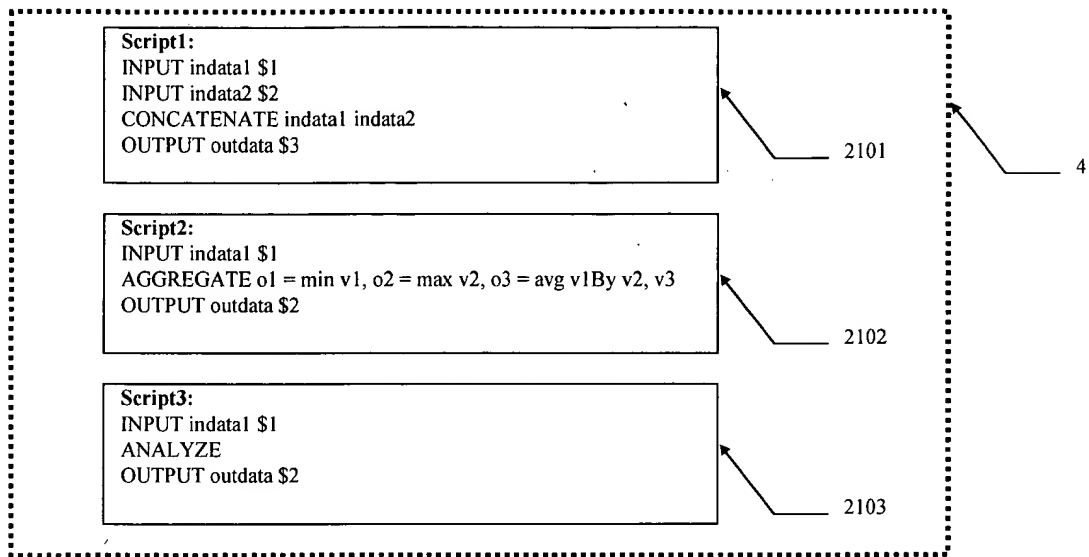 Script1:
INPUT indata1 $1
INPUT indata2 $2
CONCATENATE indata1 indata2
OUTPUT outdata $3
2101
4
Script2:
INPUT indata1 $1
AGGREGATE o1 = min v1, o2 = max v2, o3 = avg v1By v2, v3
OUTPUT outdata $2
2102
Script3:
INPUT indata1 $1
ANALYZE
OUTPUT outdata $2
2103